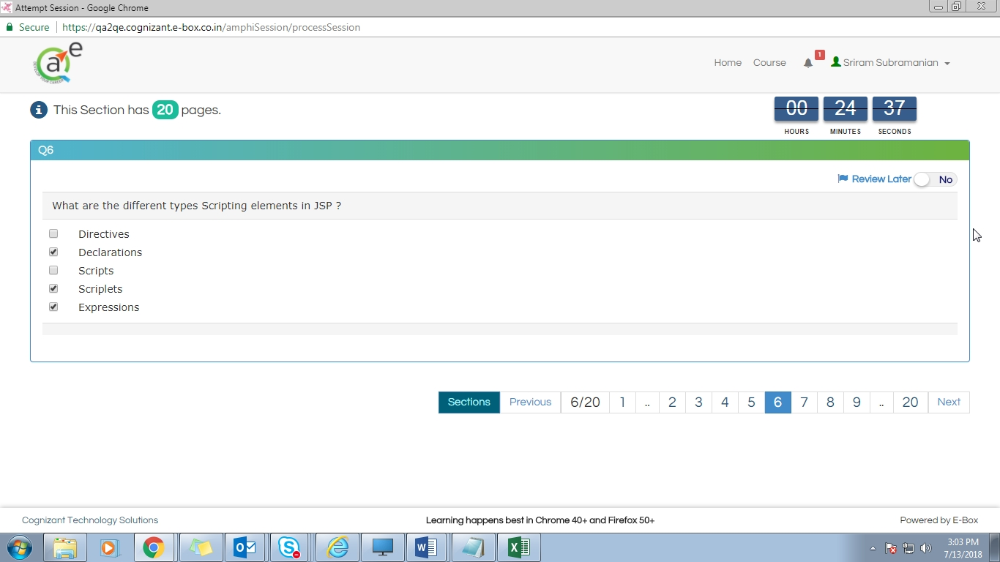 Attempt Session - Google Chrome
Secure https://qa2qe.cognizant.e-box.co.in/amphiSession/processSession
a e
Home Course 1 Sriram Subramanian
This Section has 20 pages.
00 24 37
HOURS MINUTES SECONDS
Q6
Review Later No
What are the different types Scripting elements in JSP ?
Directives
Declarations
Scripts
Scriplets
Expressions
Sections Previous 6/20 1 .. 2 3 4 5 6 7 8 9 .. 20 Next
Cognizant Technology Solutions Learning happens best in Chrome 40+ and Firefox 50+ Powered by E-Box
3:03 PM
7/13/2018